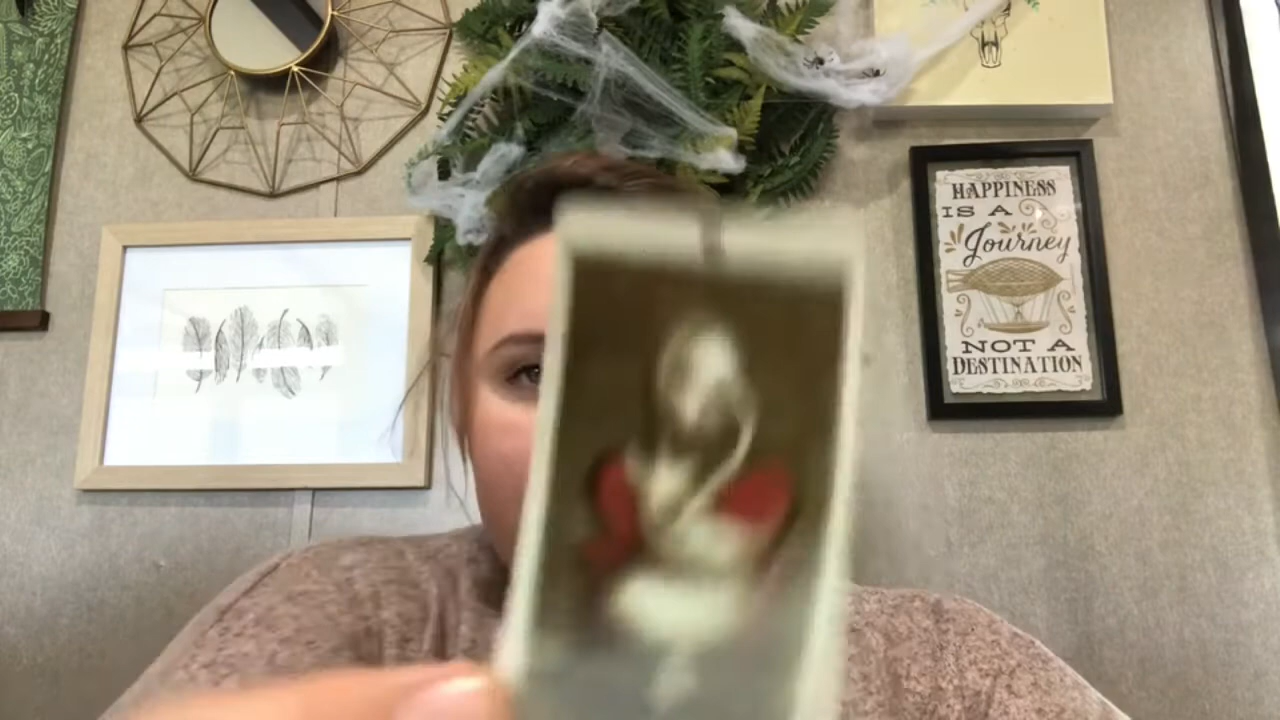 HAPPINESS
IS A
Journey
NOT A
DESTINATION